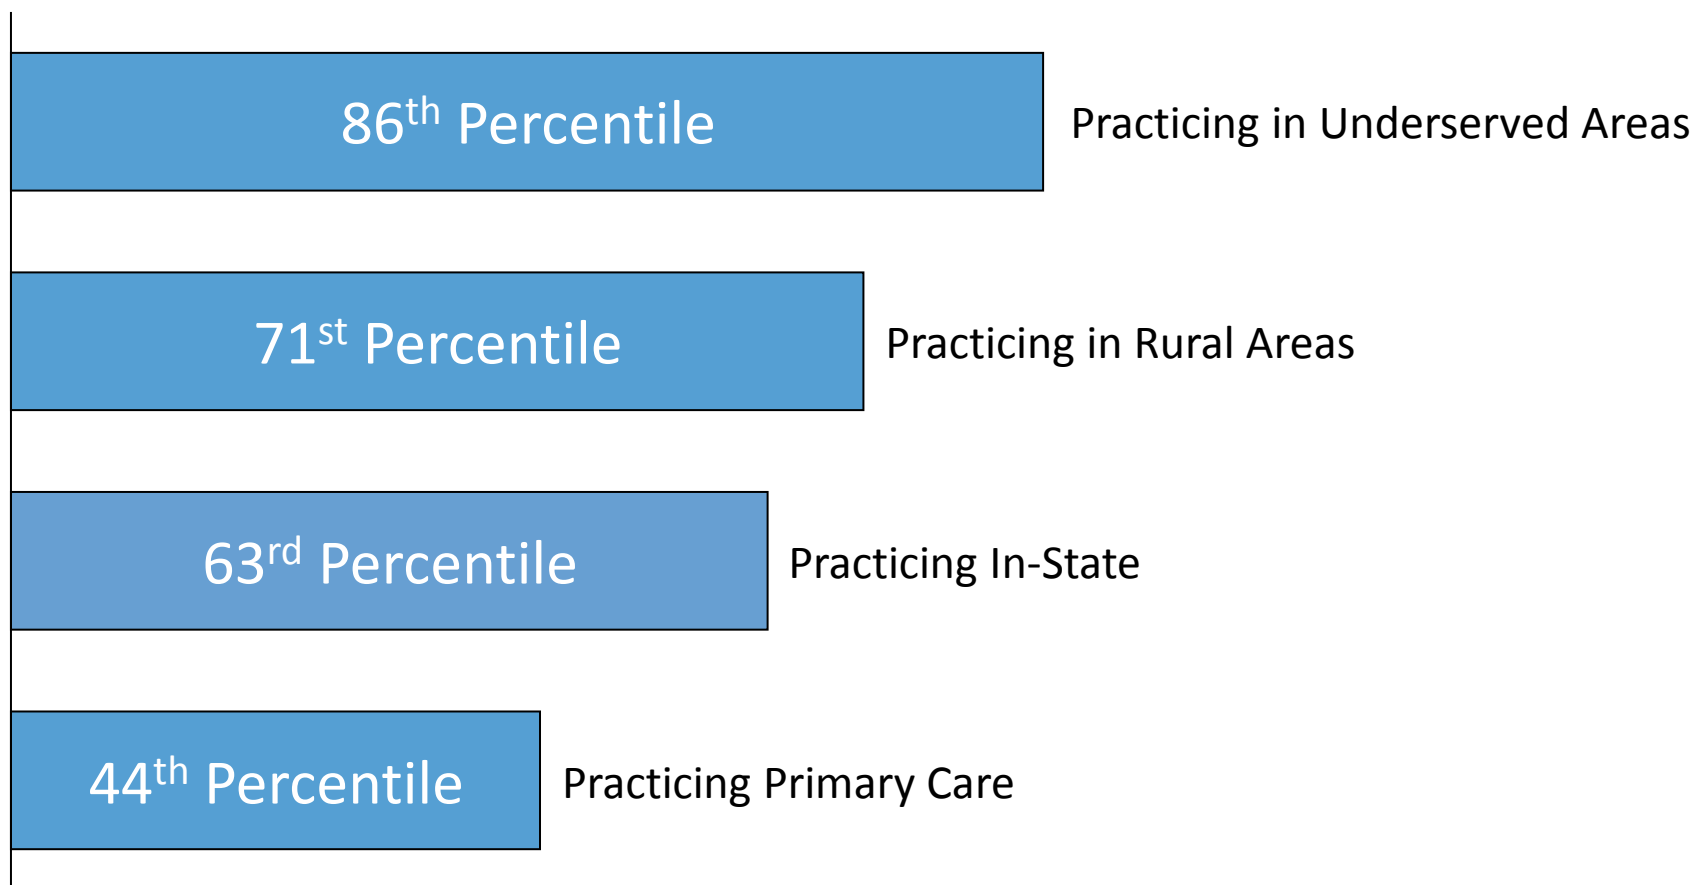 86th Percentile Practicing in Underserved Areas
71st Percentile Practicing in Rural Areas
63rd Percentile Practicing In-State
44th Percentile Practicing Primary Care